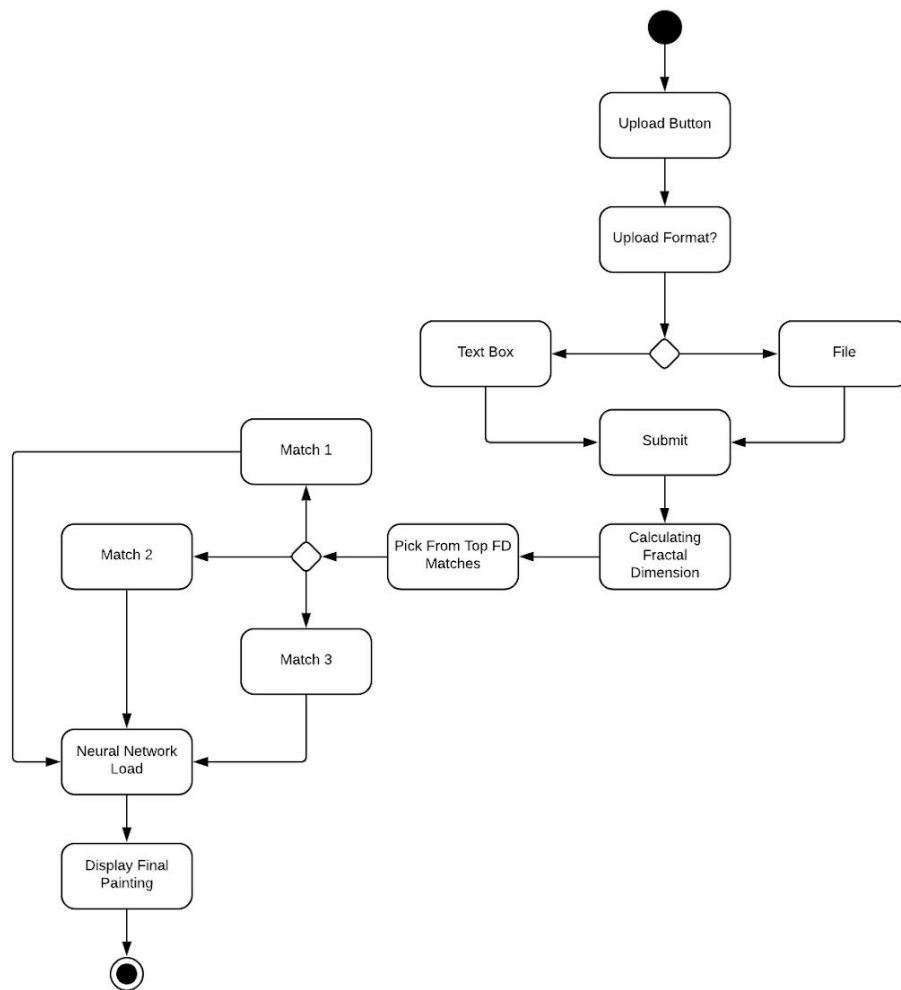 Upload Button
Upload Format?
Text Box
File
Submit
Match 1
Match 2
Pick From Top FD
Matches
Calculating
Fractal
Dimension
Match 3
Neural Network
Load
Display Final
Painting